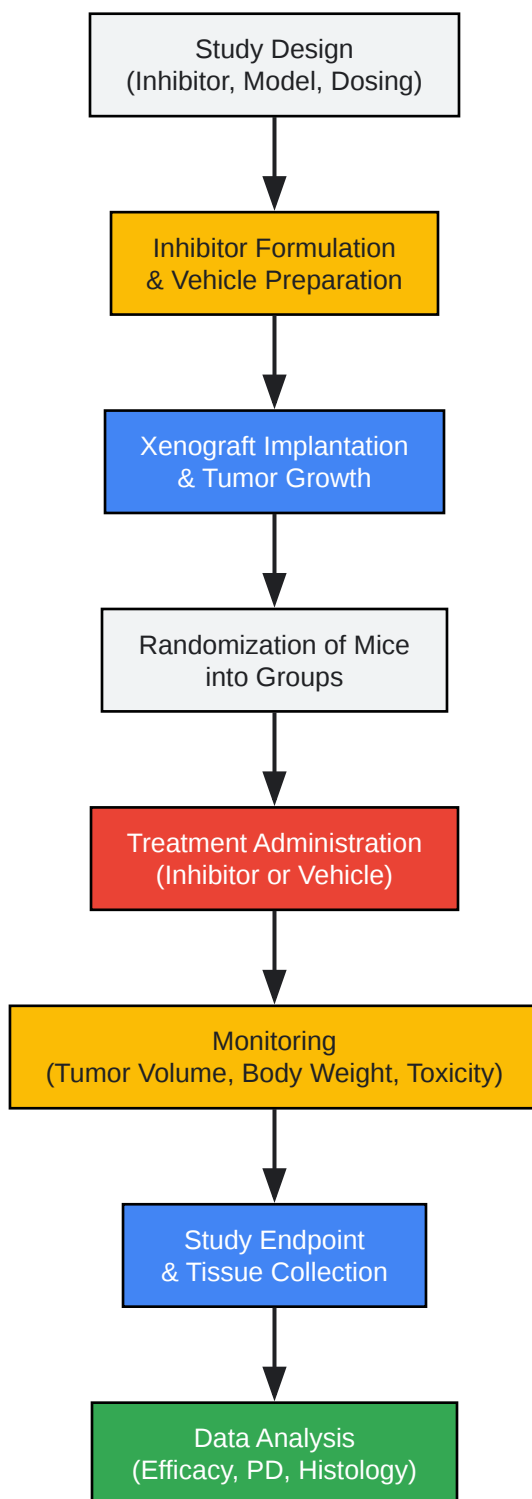 Study Design
(Inhibitor, Model, Dosing)
Inhibitor Formulation
& Vehicle Preparation
Xenograft Implantation
& Tumor Growth
Randomization of Mice
into Groups
Treatment Administration
(Inhibitor or Vehicle)
Monitoring
(Tumor Volume, Body Weight, Toxicity)
Study Endpoint
& Tissue Collection
Data Analysis
(Efficacy, PD, Histology)